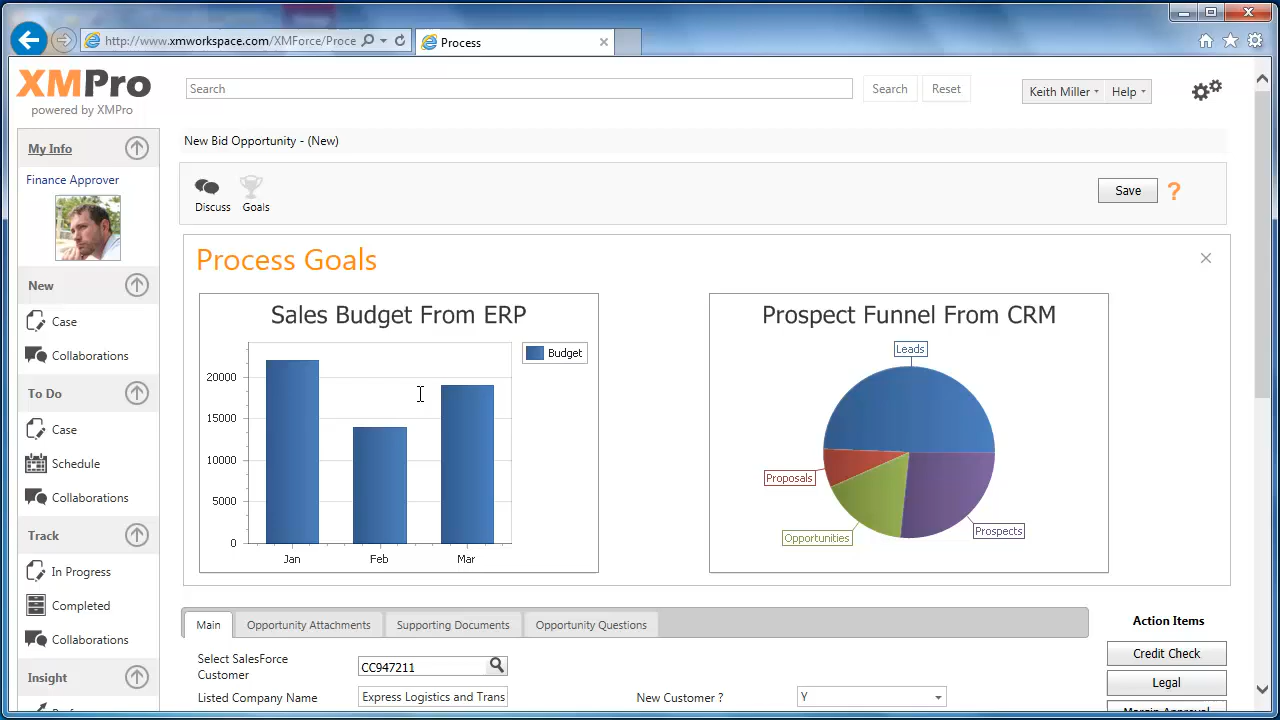 http://www.xmworkspace.com/XMForce/Proce
Process
XMPro
powered by XMPro
Search
Search
Reset
Keith Miller
Help
My Info
Finance Approver
New
Case
Collaborations
To Do
Case
Schedule
Collaborations
Track
In Progress
Completed
Collaborations
Insight
New Bid Opportunity - (New)
Discuss
Goals
Save
?
Process Goals
Sales Budget From ERP
Budget
20000
15000
10000
5000
0
Jan Feb Mar
Prospect Funnel From CRM
Leads
Proposals
Opportunities
Prospects
Main
Opportunity Attachments
Supporting Documents
Opportunity Questions
Select SalesForce
Customer
CC947211
Listed Company Name
Express Logistics and Trans
New Customer ?
Y
Action Items
Credit Check
Legal
Margin Approval